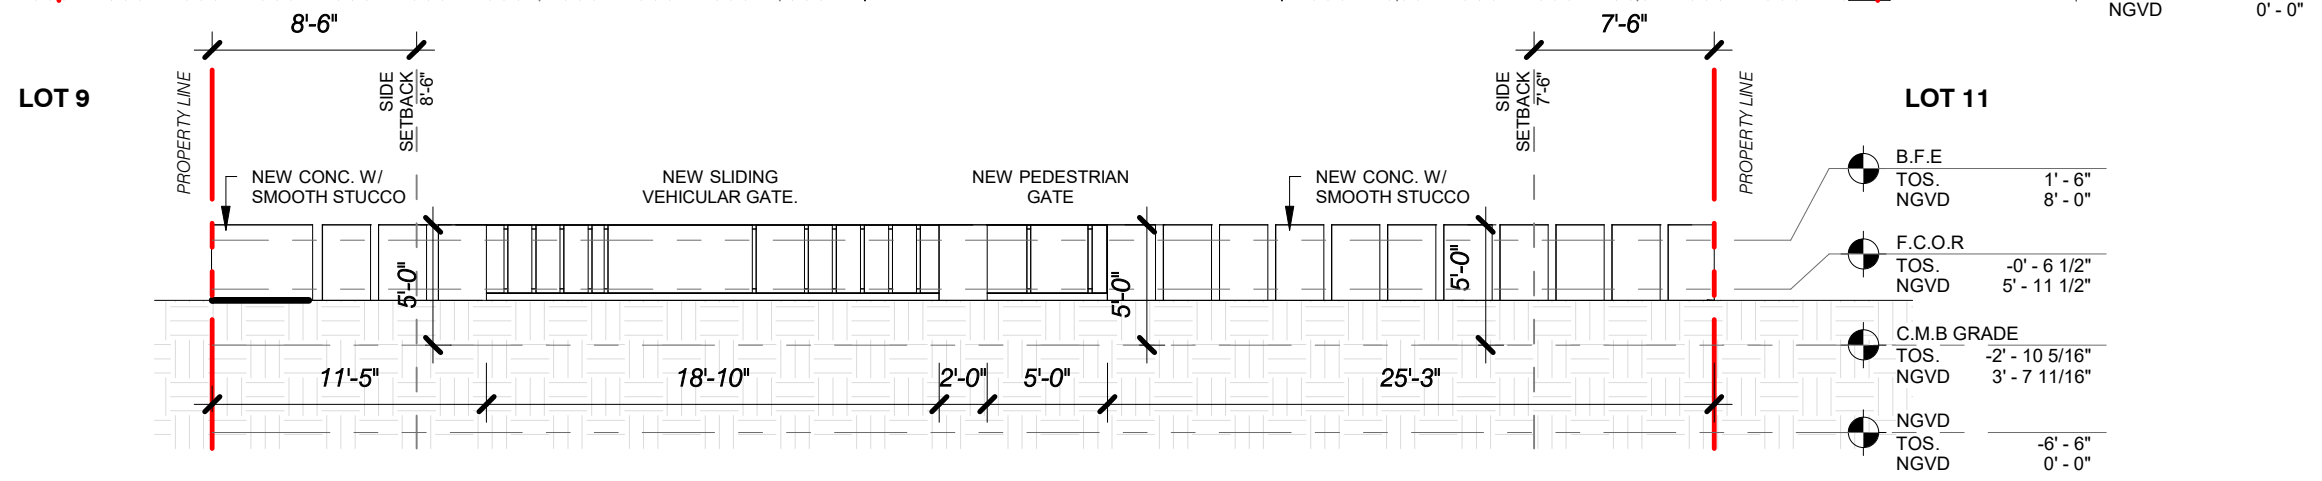 NGVD 0' - 0"
8'-6"
7'-6"
LOT 9
PROPERTY LINE
SIDE
SETBACK
8'-6"
SIDE
SETBACK
7'-6"
PROPERTY LINE
LOT 11
NEW CONC. W/
SMOOTH STUCCO
NEW SLIDING
VEHICULAR GATE.
NEW PEDESTRIAN
GATE
NEW CONC. W/
SMOOTH STUCCO
B.F.E
TOS. 1' - 6"
NGVD 8' - 0"
5'-0"
5'-0"
5'-0"
F.C.O.R
TOS. -0' - 6 1/2"
NGVD 5' - 11 1/2"
C.M.B GRADE
TOS. -2' - 10 5/16"
NGVD 3' - 7 11/16"
11'-5"
18'-10"
2'-0"
5'-0"
25'-3"
NGVD
TOS. -6' - 6"
NGVD 0' - 0"